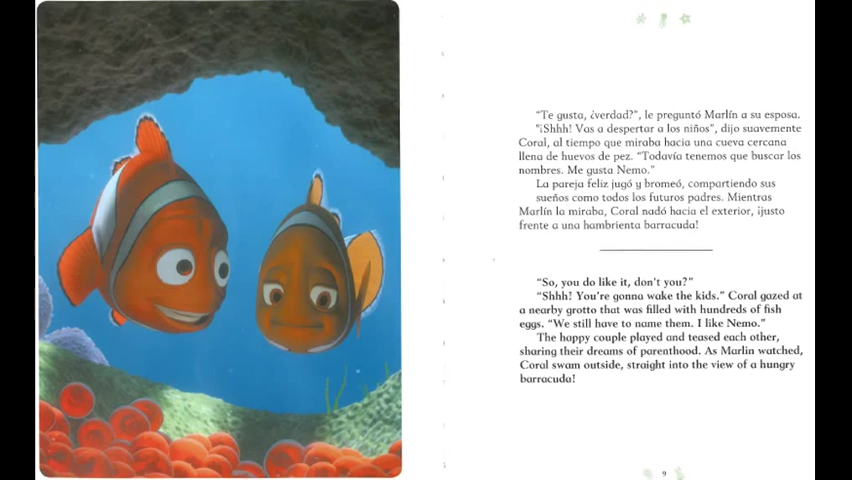 “Te gusta, ¿verdad?”, le preguntó Marlín a su esposa.
“¡Shhh! Vas a despertar a los niños”, dijo suavemente
Coral, al tiempo que miraba hacia una cueva cercana
llena de huevos de pez. “Todavía tenemos que buscar los
nombres. Me gusta Nemo.”
La pareja feliz jugó y bromeó, compartiendo sus
sueños como todos los futuros padres. Mientras
Marlín la miraba, Coral nadó hacia el exterior, ¡justo
frente a una hambrienta barracuda!
“So, you do like it, don't you?”
“Shhh! You're gonna wake the kids.” Coral gazed at
a nearby grotto that was filled with hundreds of fish
eggs. “We still have to name them. I like Nemo.”
The happy couple played and teased each other,
sharing their dreams of parenthood. As Marlin watched,
Coral swam outside, straight into the view of a hungry
barracuda!
9